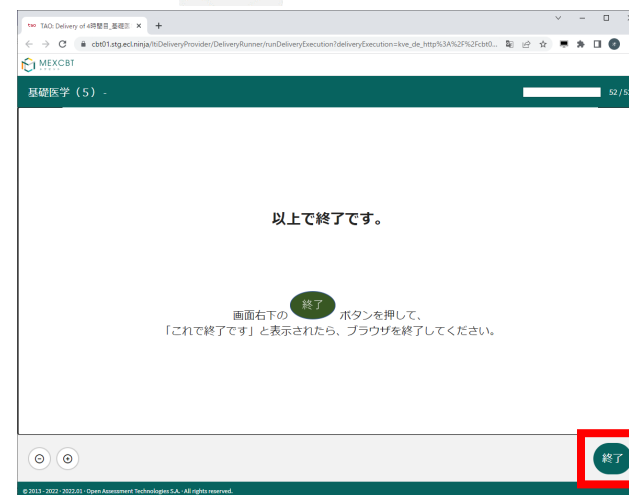 TAO: Delivery of 4時間目_基礎医
cbt01.stg.ecl.ninja/ltiDeliveryProvider/DeliveryRunner/runDeliveryExecution?deliveryExecution=kve_de_http%3A%2F%2Fcbt0...
MEXCBT
基礎医学(5) -
52 / 52
以上で終了です。
画面右下の 終了 ボタンを押して、
「これで終了です」と表示されたら、ブラウザを終了してください。
終了
© 2013 - 2022 · 2022.01 · Open Assessment Technologies S.A. · All rights reserved.